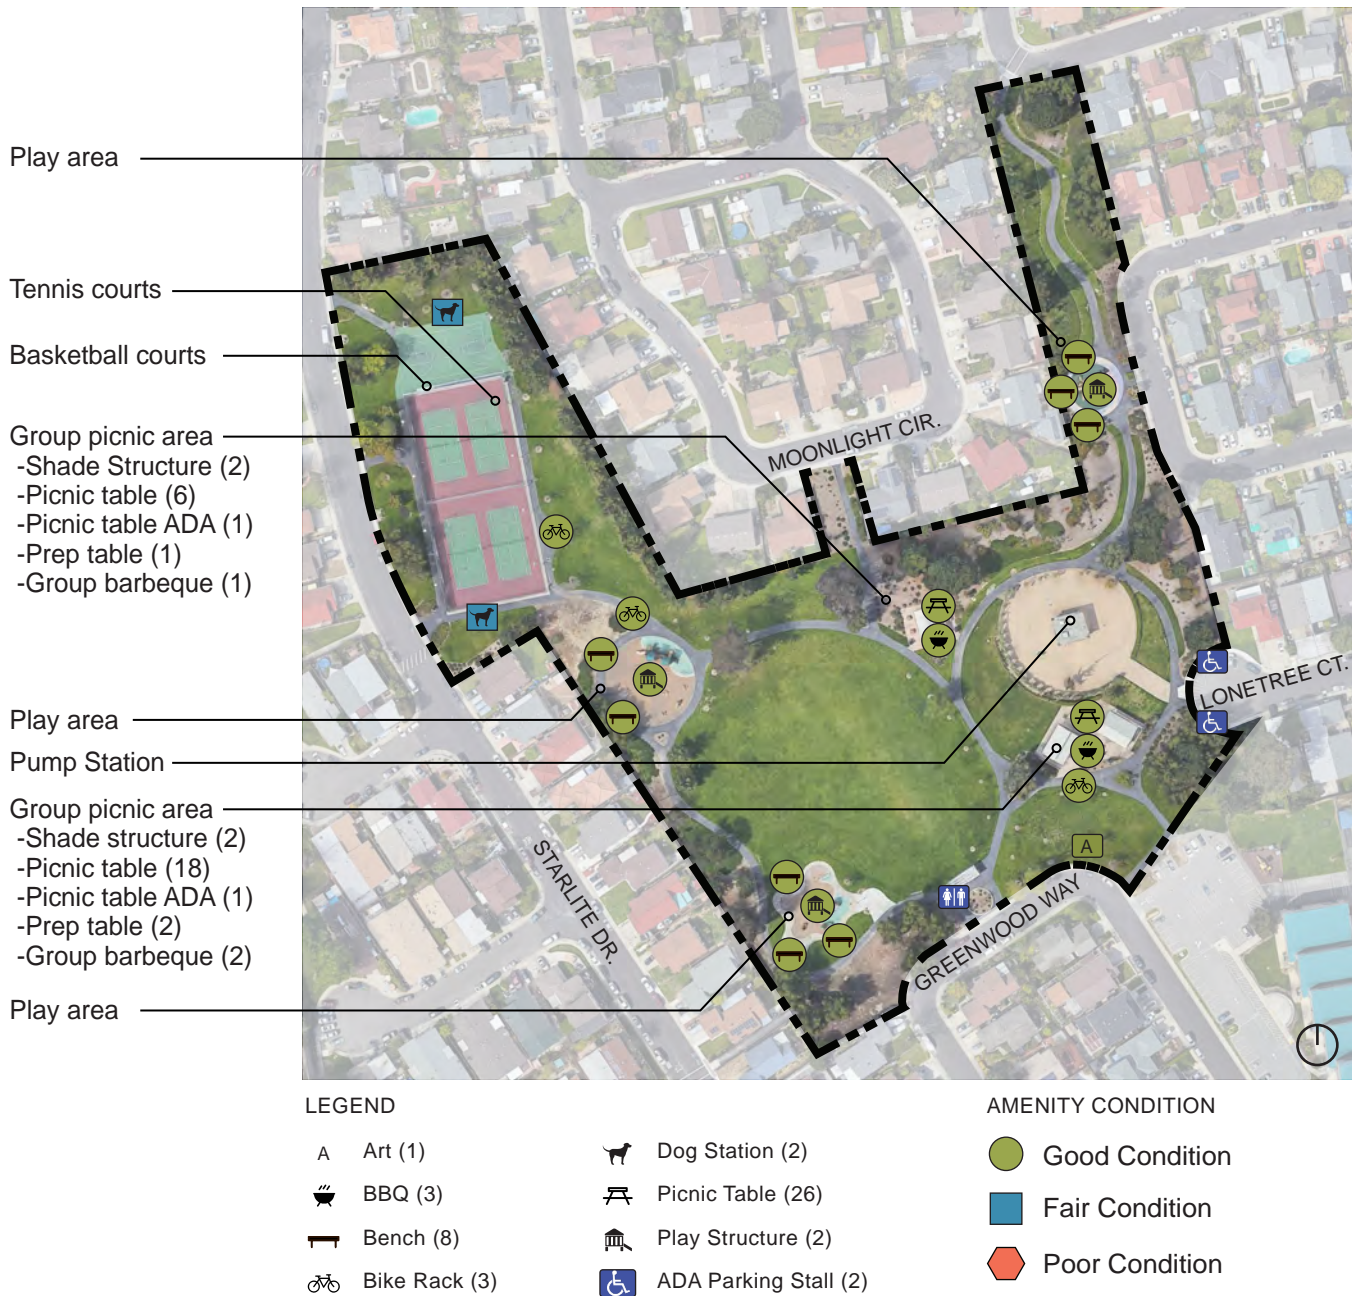 Play area
Tennis courts
Basketball courts
Group picnic area
-Shade Structure (2)
-Picnic table (6)
-Picnic table ADA (1)
-Prep table (1)
-Group barbeque (1)
Play area
Pump Station
Group picnic area
-Shade structure (2)
-Picnic table (18)
-Picnic table ADA (1)
-Prep table (2)
-Group barbeque (2)
Play area
MOONLIGHT CIR.
LONETREE CT.
STARLITE DR.
A
GREENWOOD WAY
LEGEND
A Art (1)
BBQ (3)
Bench (8)
Bike Rack (3)
Dog Station (2)
Picnic Table (26)
Play Structure (2)
ADA Parking Stall (2)
AMENITY CONDITION
Good Condition
Fair Condition
Poor Condition